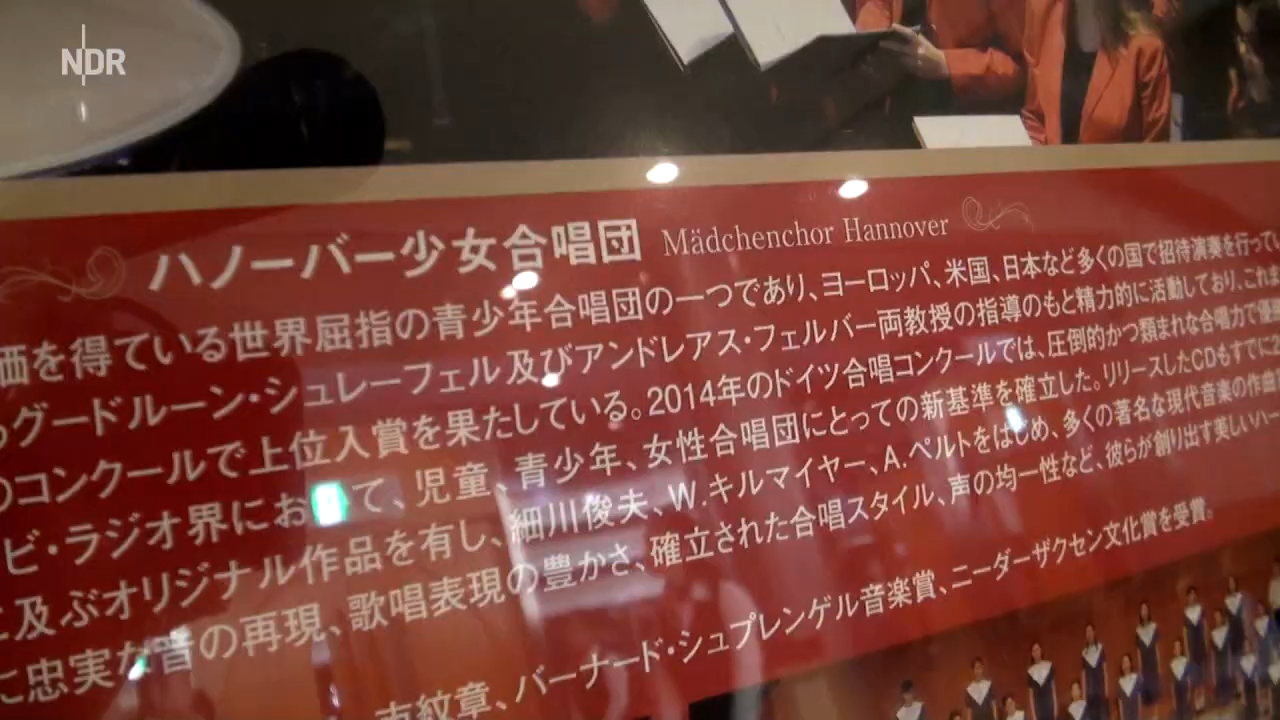 NDR
ハノーバー少女合唱団 Mädchenchor Hannover
価を得ている世界屈指の青少年合唱団の一つであり、ヨーロッパ、米国、日本など多くの国で招待演奏を行ってい
グードルーン・シュレーフェル及びアンドレアス・フェルバー両教授の指導のもと精力的に活動しており、これま
のコンクールで上位入賞を果たしている。2014年のドイツ合唱コンクールでは、圧倒的かつ類まれな合唱力で優
ビ・ラジオ界において、児童、青少年、女性合唱団にとっての新基準を確立した。リリースしたCDもすでに
に及ぶオリジナル作品を有し、細川俊夫、W.キルマイヤー、A.ペルトをはじめ、多くの著名な現代音楽の作曲
に忠実な音の再現、歌唱表現の豊かさ、確立された合唱スタイル、声の均一性など、彼らが創り出す美しいハー
紋章、バーナード・シュプレンゲル音楽賞、ニーダーザクセン文化賞を受賞。